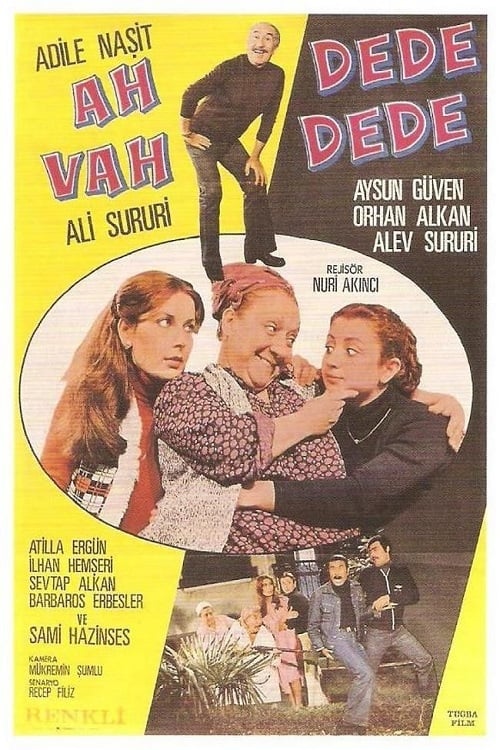 ADİLE NAŞİT
AH
VAH
ALİ SURURİ
DEDE
DEDE
AYSUN GÜVEN
ORHAN ALKAN
ALEV SURURİ
REJİSÖR
NURİ AKINCI
ATİLLA ERGÜN
İLHAN HEMŞERİ
SEVTAP ALKAN
BARBAROS ERBESLER
VE
SAMİ HAZİNSES
KAMERA
MÜKREMİN ŞUMLU
SENARYO
RECEP FİLİZ
RENKLİ
TUGBA
FİLM